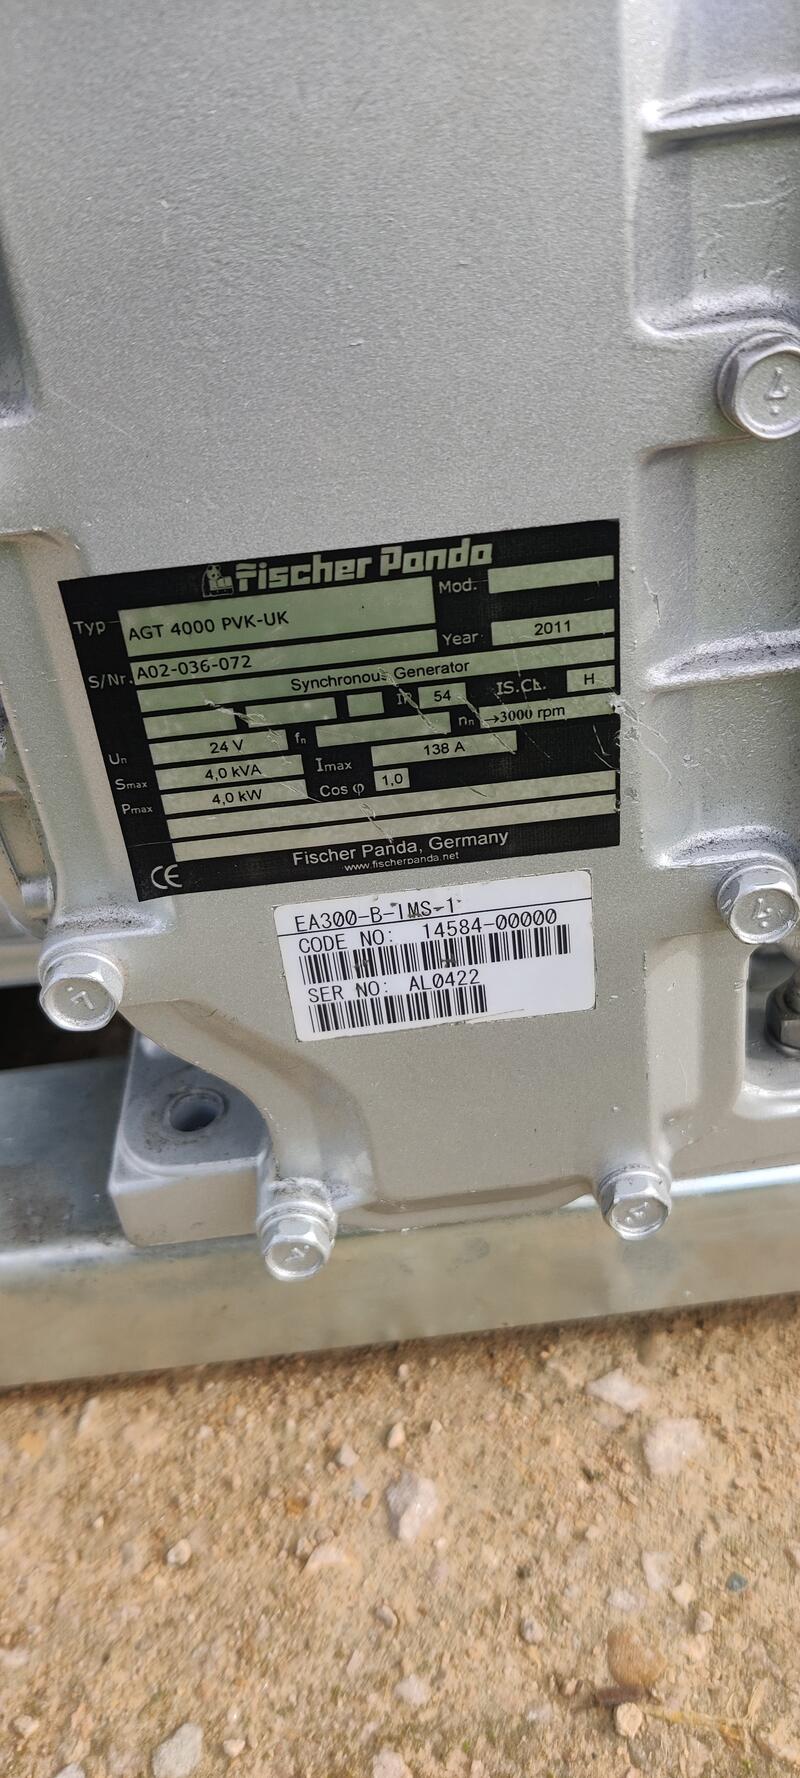 Fischer Panda
Typ AGT 4000 PVK-UK Mod.
S/Nr. A02-036-072 Year 2011
Synchronous Generator
IP 54 IS.CL. H
Un 24 V fn nn →3000 rpm
Smax 4,0 kVA Imax 138 A
Pmax 4,0 kW Cos φ 1,0
CE Fischer Panda, Germany
www.fischerpanda.net
EA300-B-IMS-1
CODE NO: 14584-00000
SER NO: AL0422
4
4
4
4
4